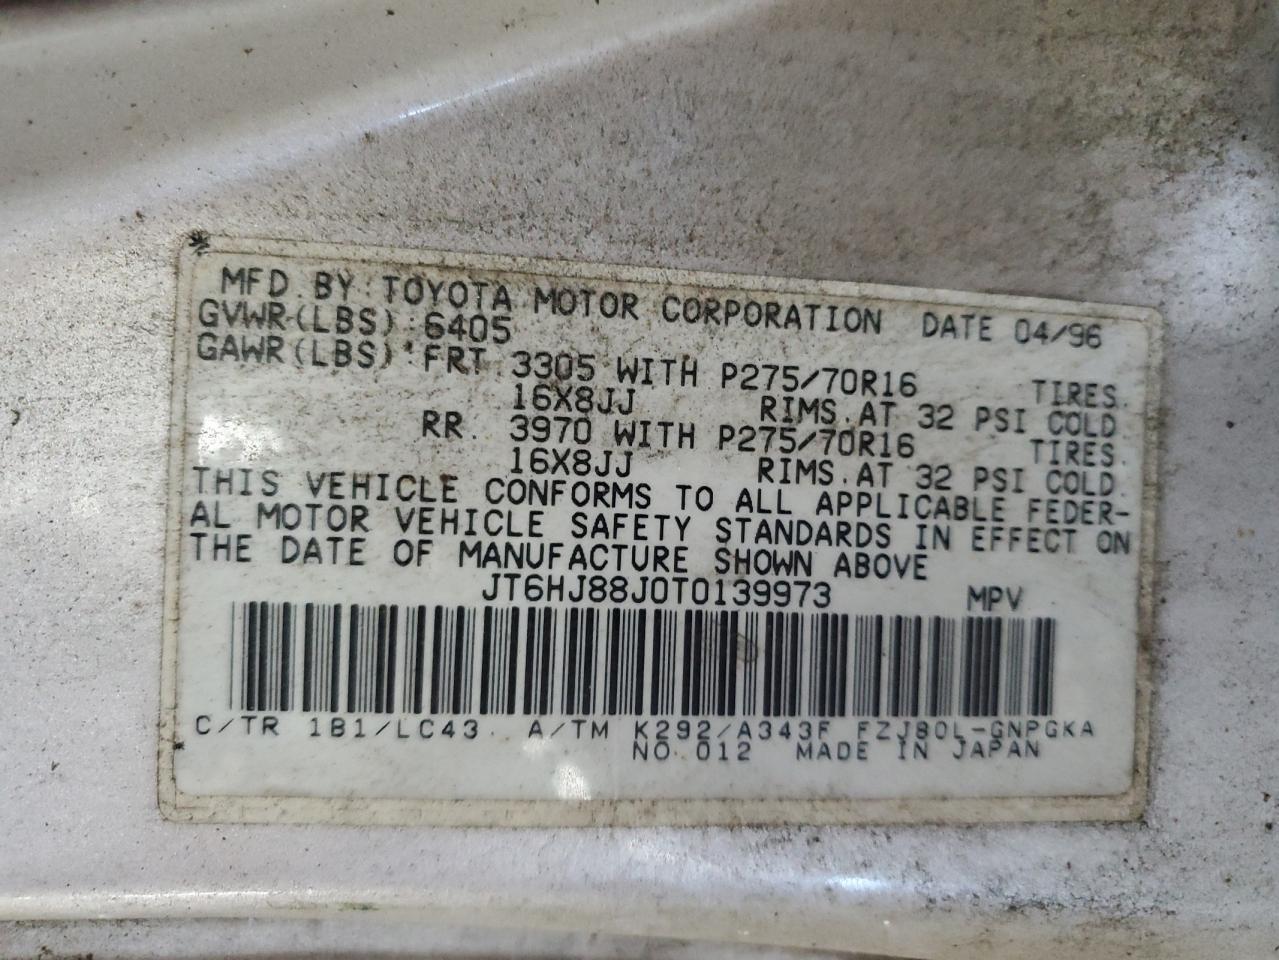 MFD. BY: TOYOTA MOTOR CORPORATION DATE 04/96
GVWR(LBS):6405
GAWR(LBS):FRT 3305 WITH P275/70R16 TIRES.
16X8JJ RIMS.AT 32 PSI COLD.
RR. 3970 WITH P275/70R16 TIRES.
16X8JJ RIMS.AT 32 PSI COLD.
THIS VEHICLE CONFORMS TO ALL APPLICABLE FEDER-
AL MOTOR VEHICLE SAFETY STANDARDS IN EFFECT ON
THE DATE OF MANUFACTURE SHOWN ABOVE
JT6HJ88J0T0139973 MPV
C/TR 1B1/LC43 A/TM K292/A343F FZJ80L-GNPGKA
NO.012 MADE IN JAPAN